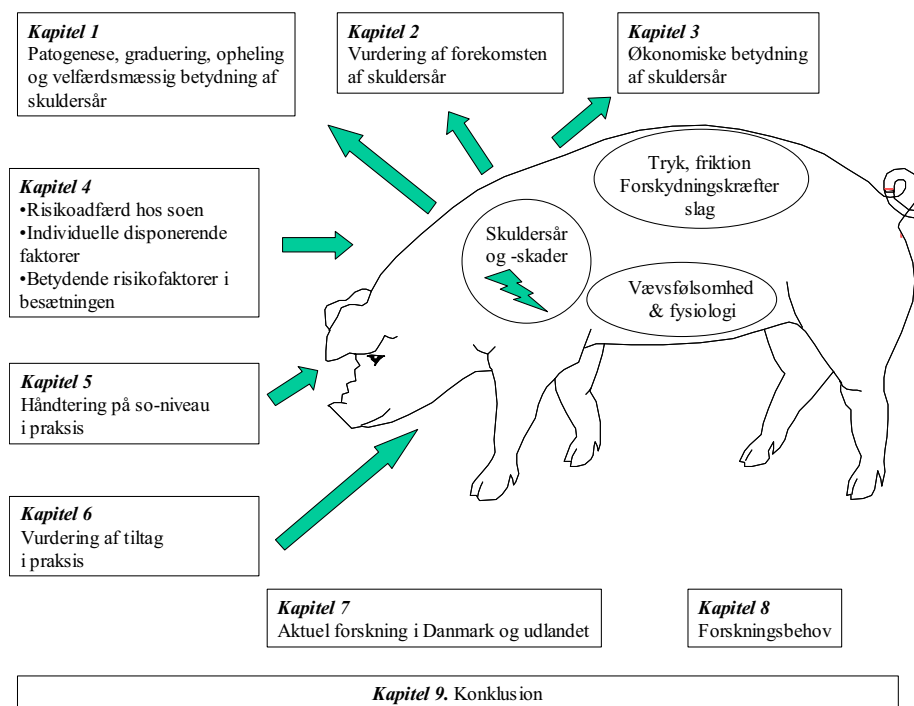 Kapitel 1
Patogenese, graduering, opheling
og velfærdsmæssig betydning af
skuldersår
Kapitel 2
Vurdering af forekomsten
af skuldersår
Kapitel 3
Økonomiske betydning
af skuldersår
Kapitel 4
•Risikoadfærd hos soen
•Individuelle disponerende
faktorer
•Betydende risikofaktorer i
besætningen
Tryk, friktion
Forskydningskræfter
slag
Skuldersår
og -skader
Vævsfølsomhed
& fysiologi
Kapitel 5
Håndtering på so-niveau
i praksis
Kapitel 6
Vurdering af tiltag
i praksis
Kapitel 7
Aktuel forskning i Danmark og udlandet
Kapitel 8
Forskningsbehov
Kapitel 9. Konklusion